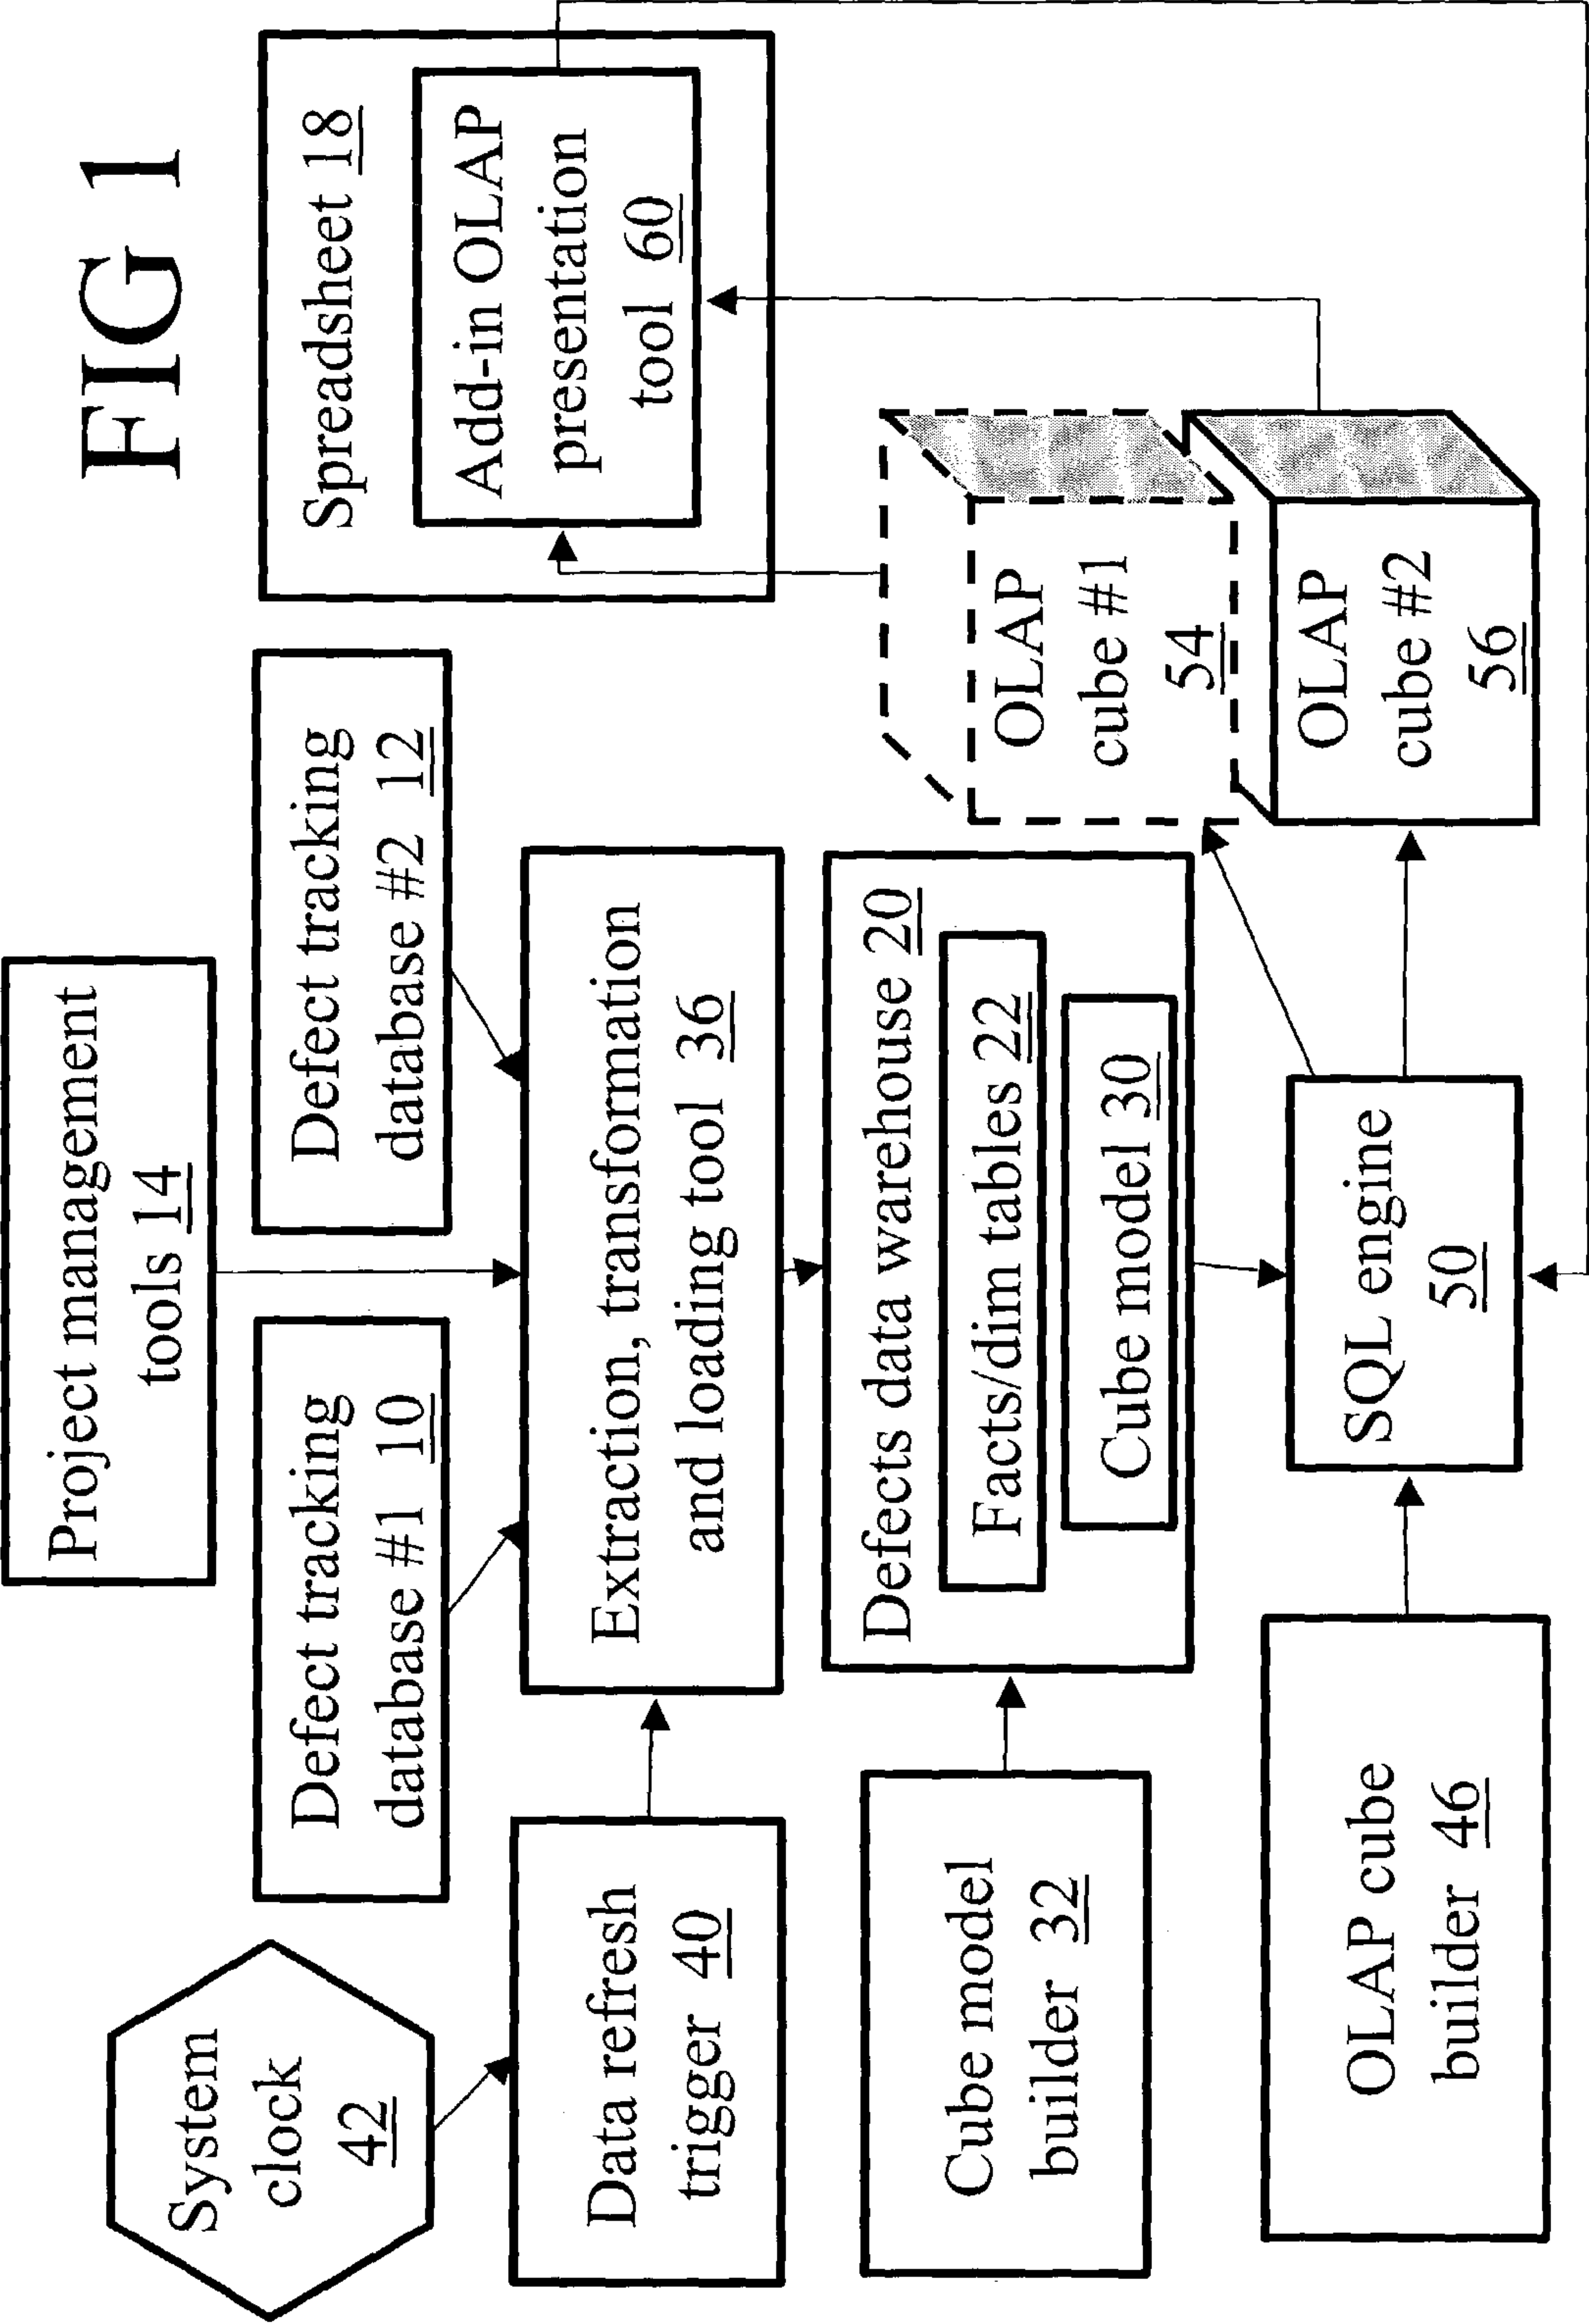 FIG 1
Project management
tools 14
System
clock
42
Defect tracking
database #1 10
Defect tracking
database #2 12
Spreadsheet 18
Add-in OLAP
presentation
tool 60
Data refresh
trigger 40
Extraction, transformation
and loading tool 36
Cube model
builder 32
Defects data warehouse 20
Facts/dim tables 22
Cube model 30
OLAP
cube #1
54
OLAP cube
builder 46
SQL engine
50
OLAP
cube #2
56